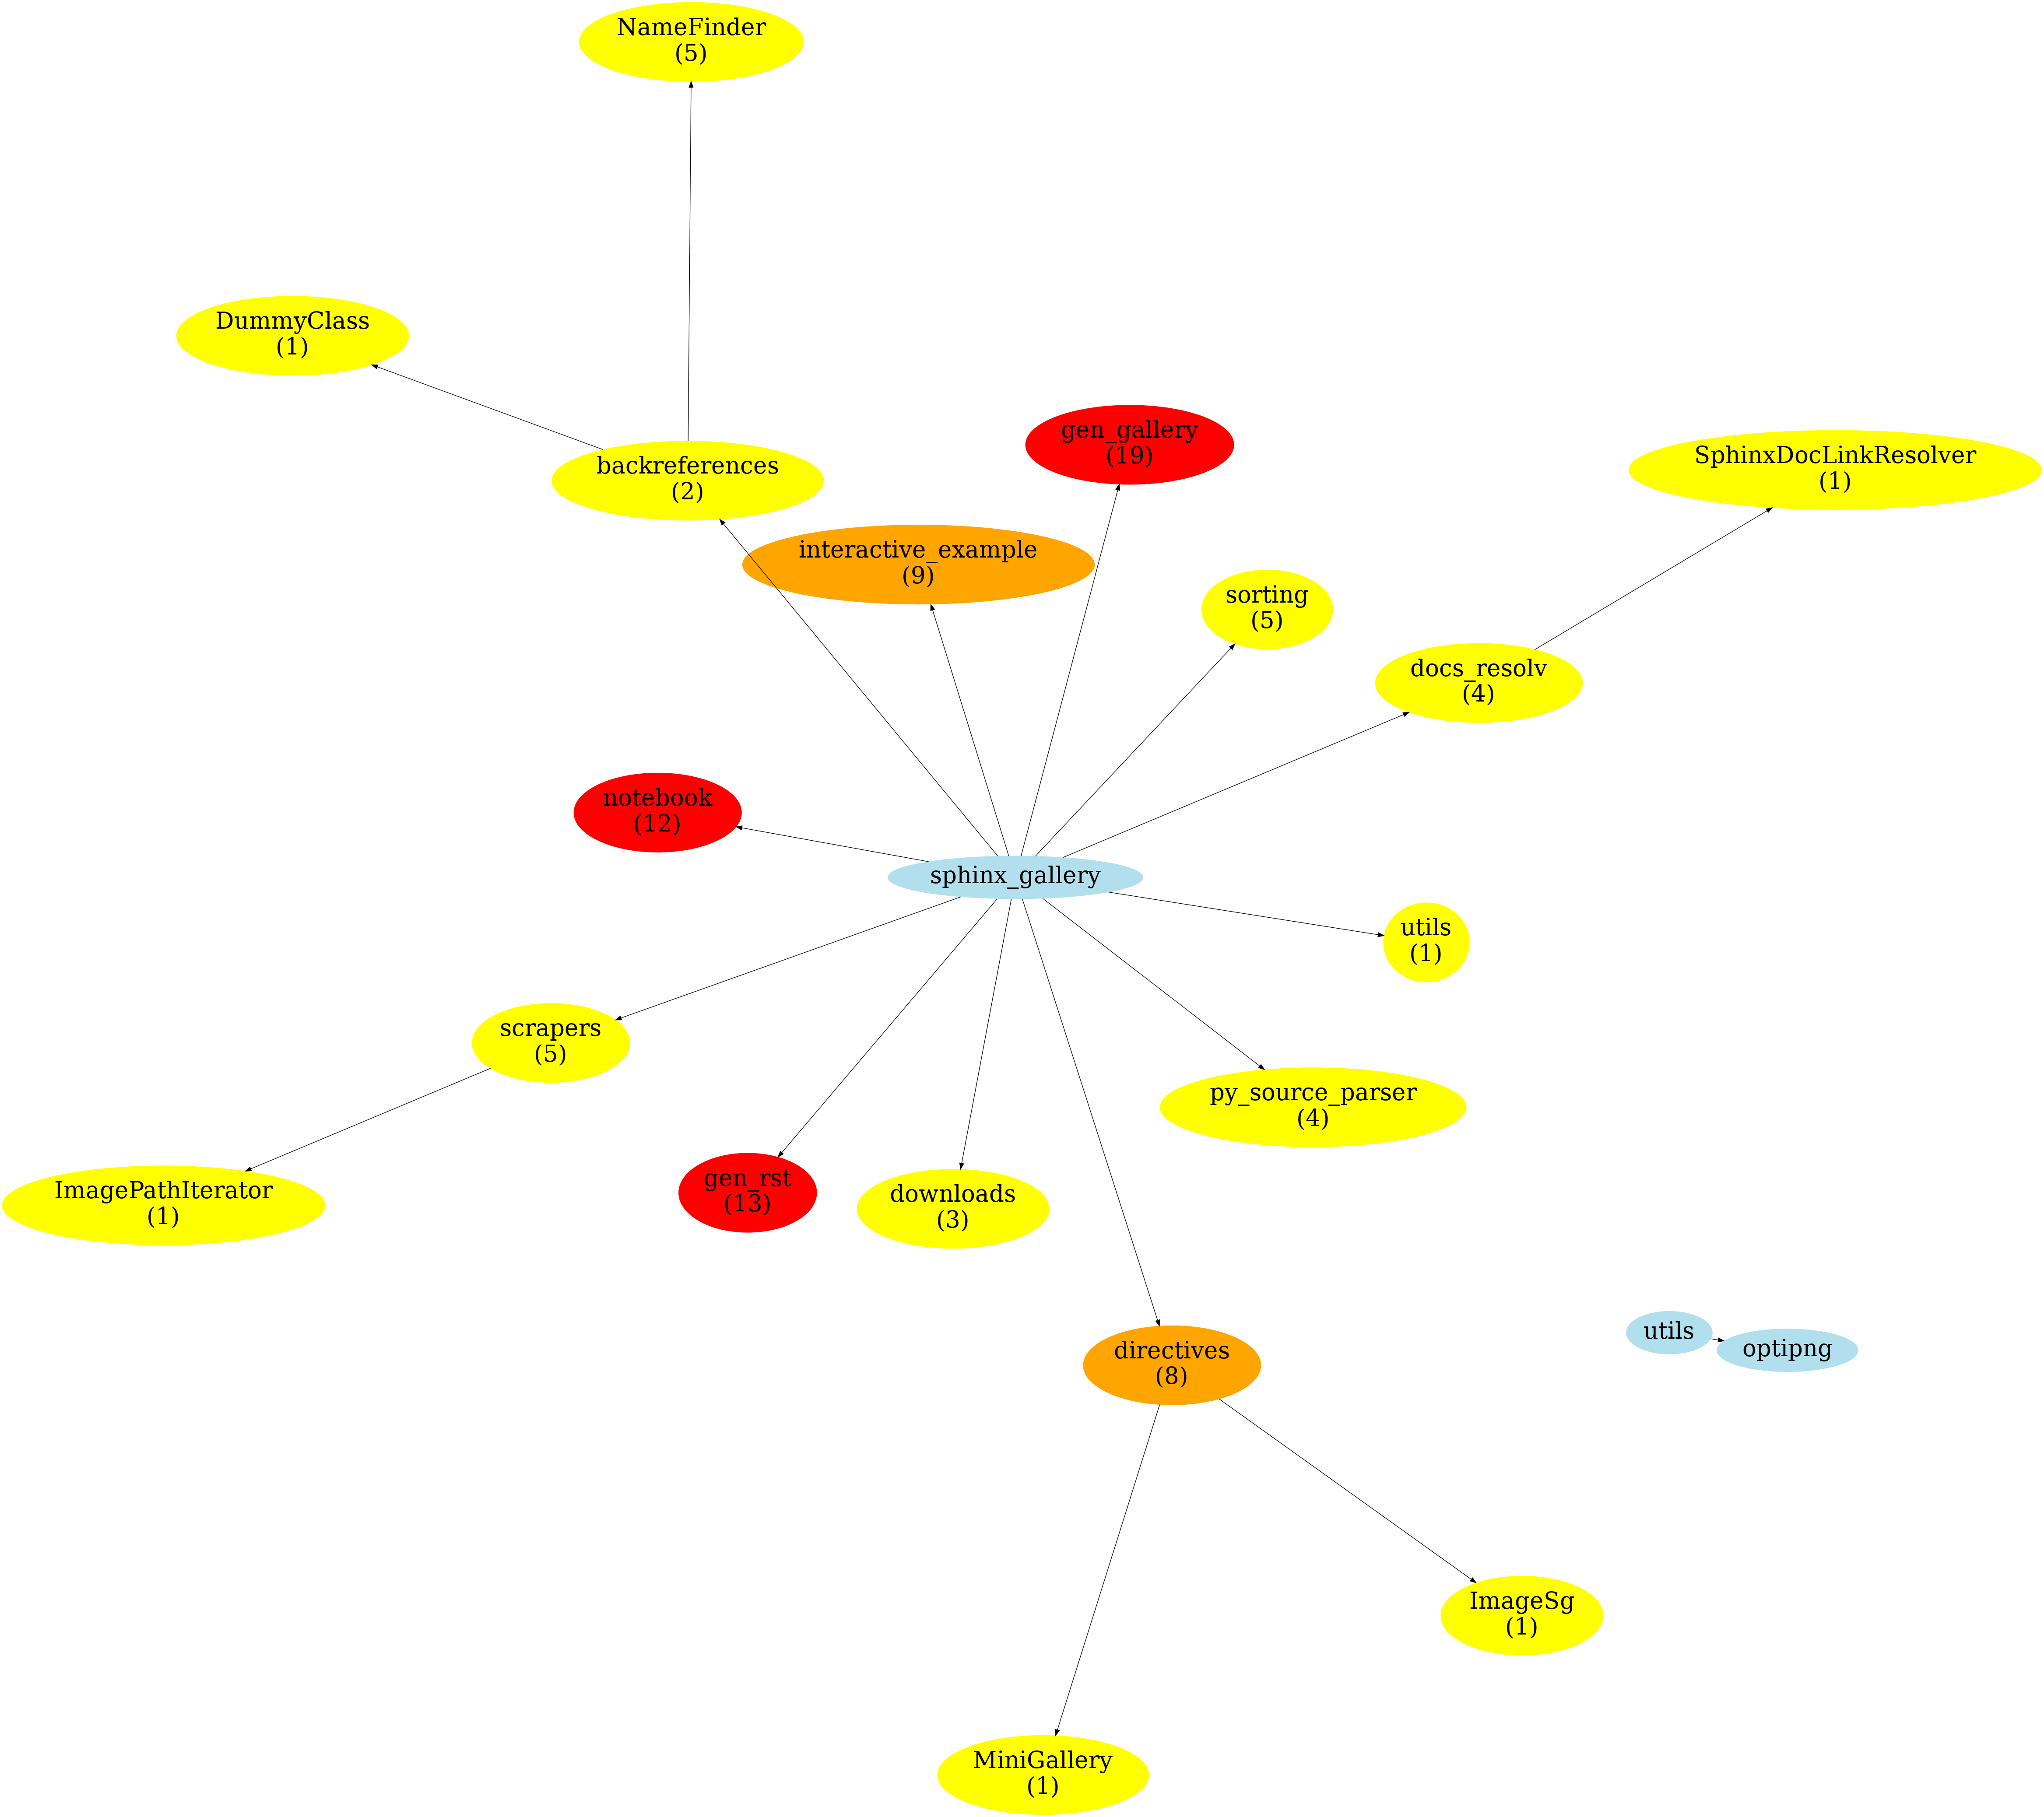 NameFinder
(5)
DummyClass
(1)
gen_gallery
(19)
backreferences
(2)
SphinxDocLinkResolver
(1)
interactive_example
(9)
sorting
(5)
docs_resolv
(4)
notebook
(12)
sphinx_gallery
utils
(1)
scrapers
(5)
py_source_parser
(4)
ImagePathIterator
(1)
gen_rst
(13)
downloads
(3)
directives
(8)
utils
optipng
ImageSg
(1)
MiniGallery
(1)